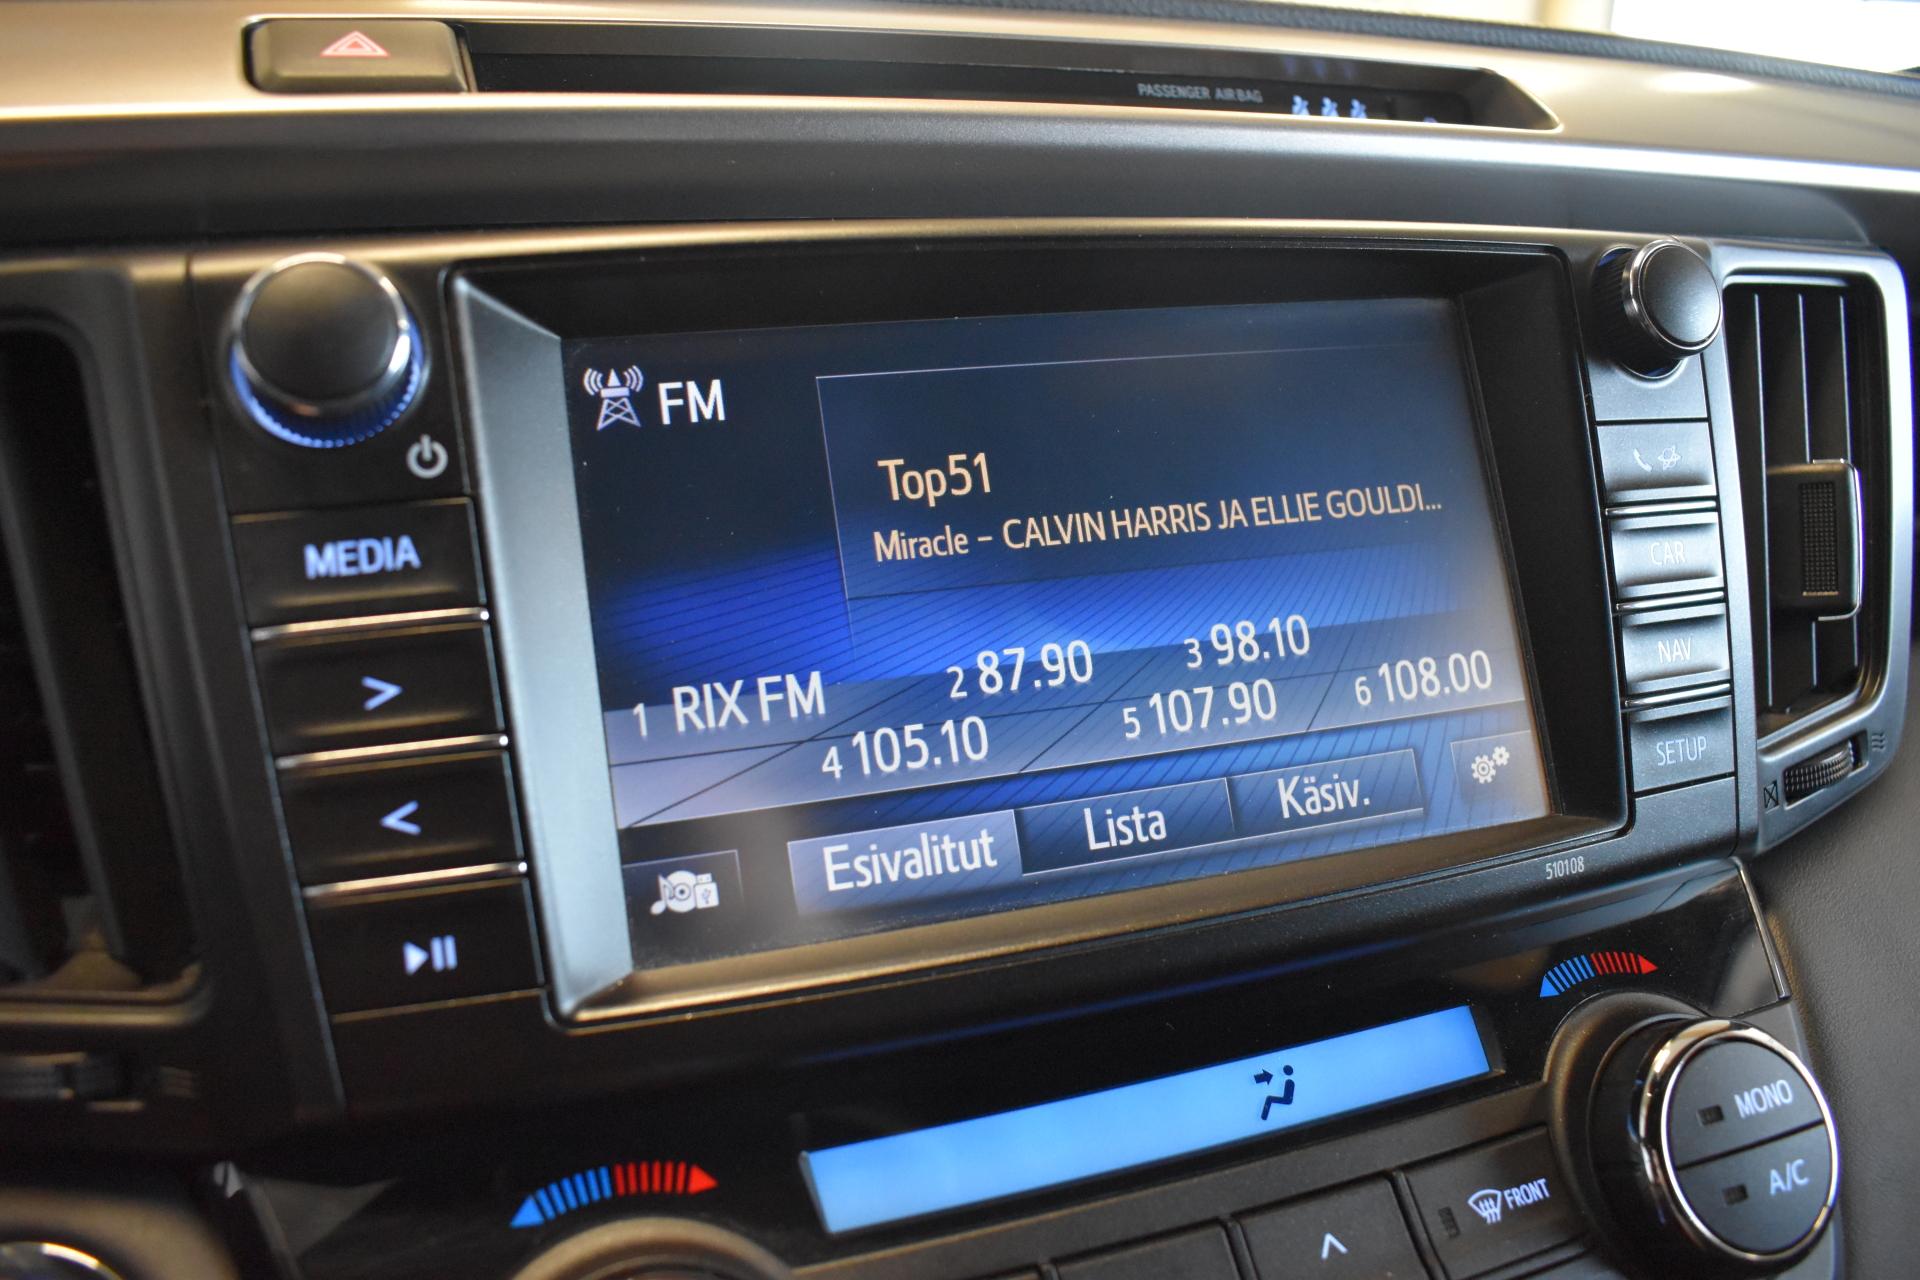 PASSENGER AIR BAG
FM
Top51
Miracle – CALVIN HARRIS JA ELLIE GOULDI...
1 RIX FM
2 87.90
3 98.10
4 105.10
5 107.90
6 108.00
Esivalitut
Lista
Käsiv.
510108
MEDIA
>
<
CAR
NAV
SETUP
MONO
A/C
FRONT